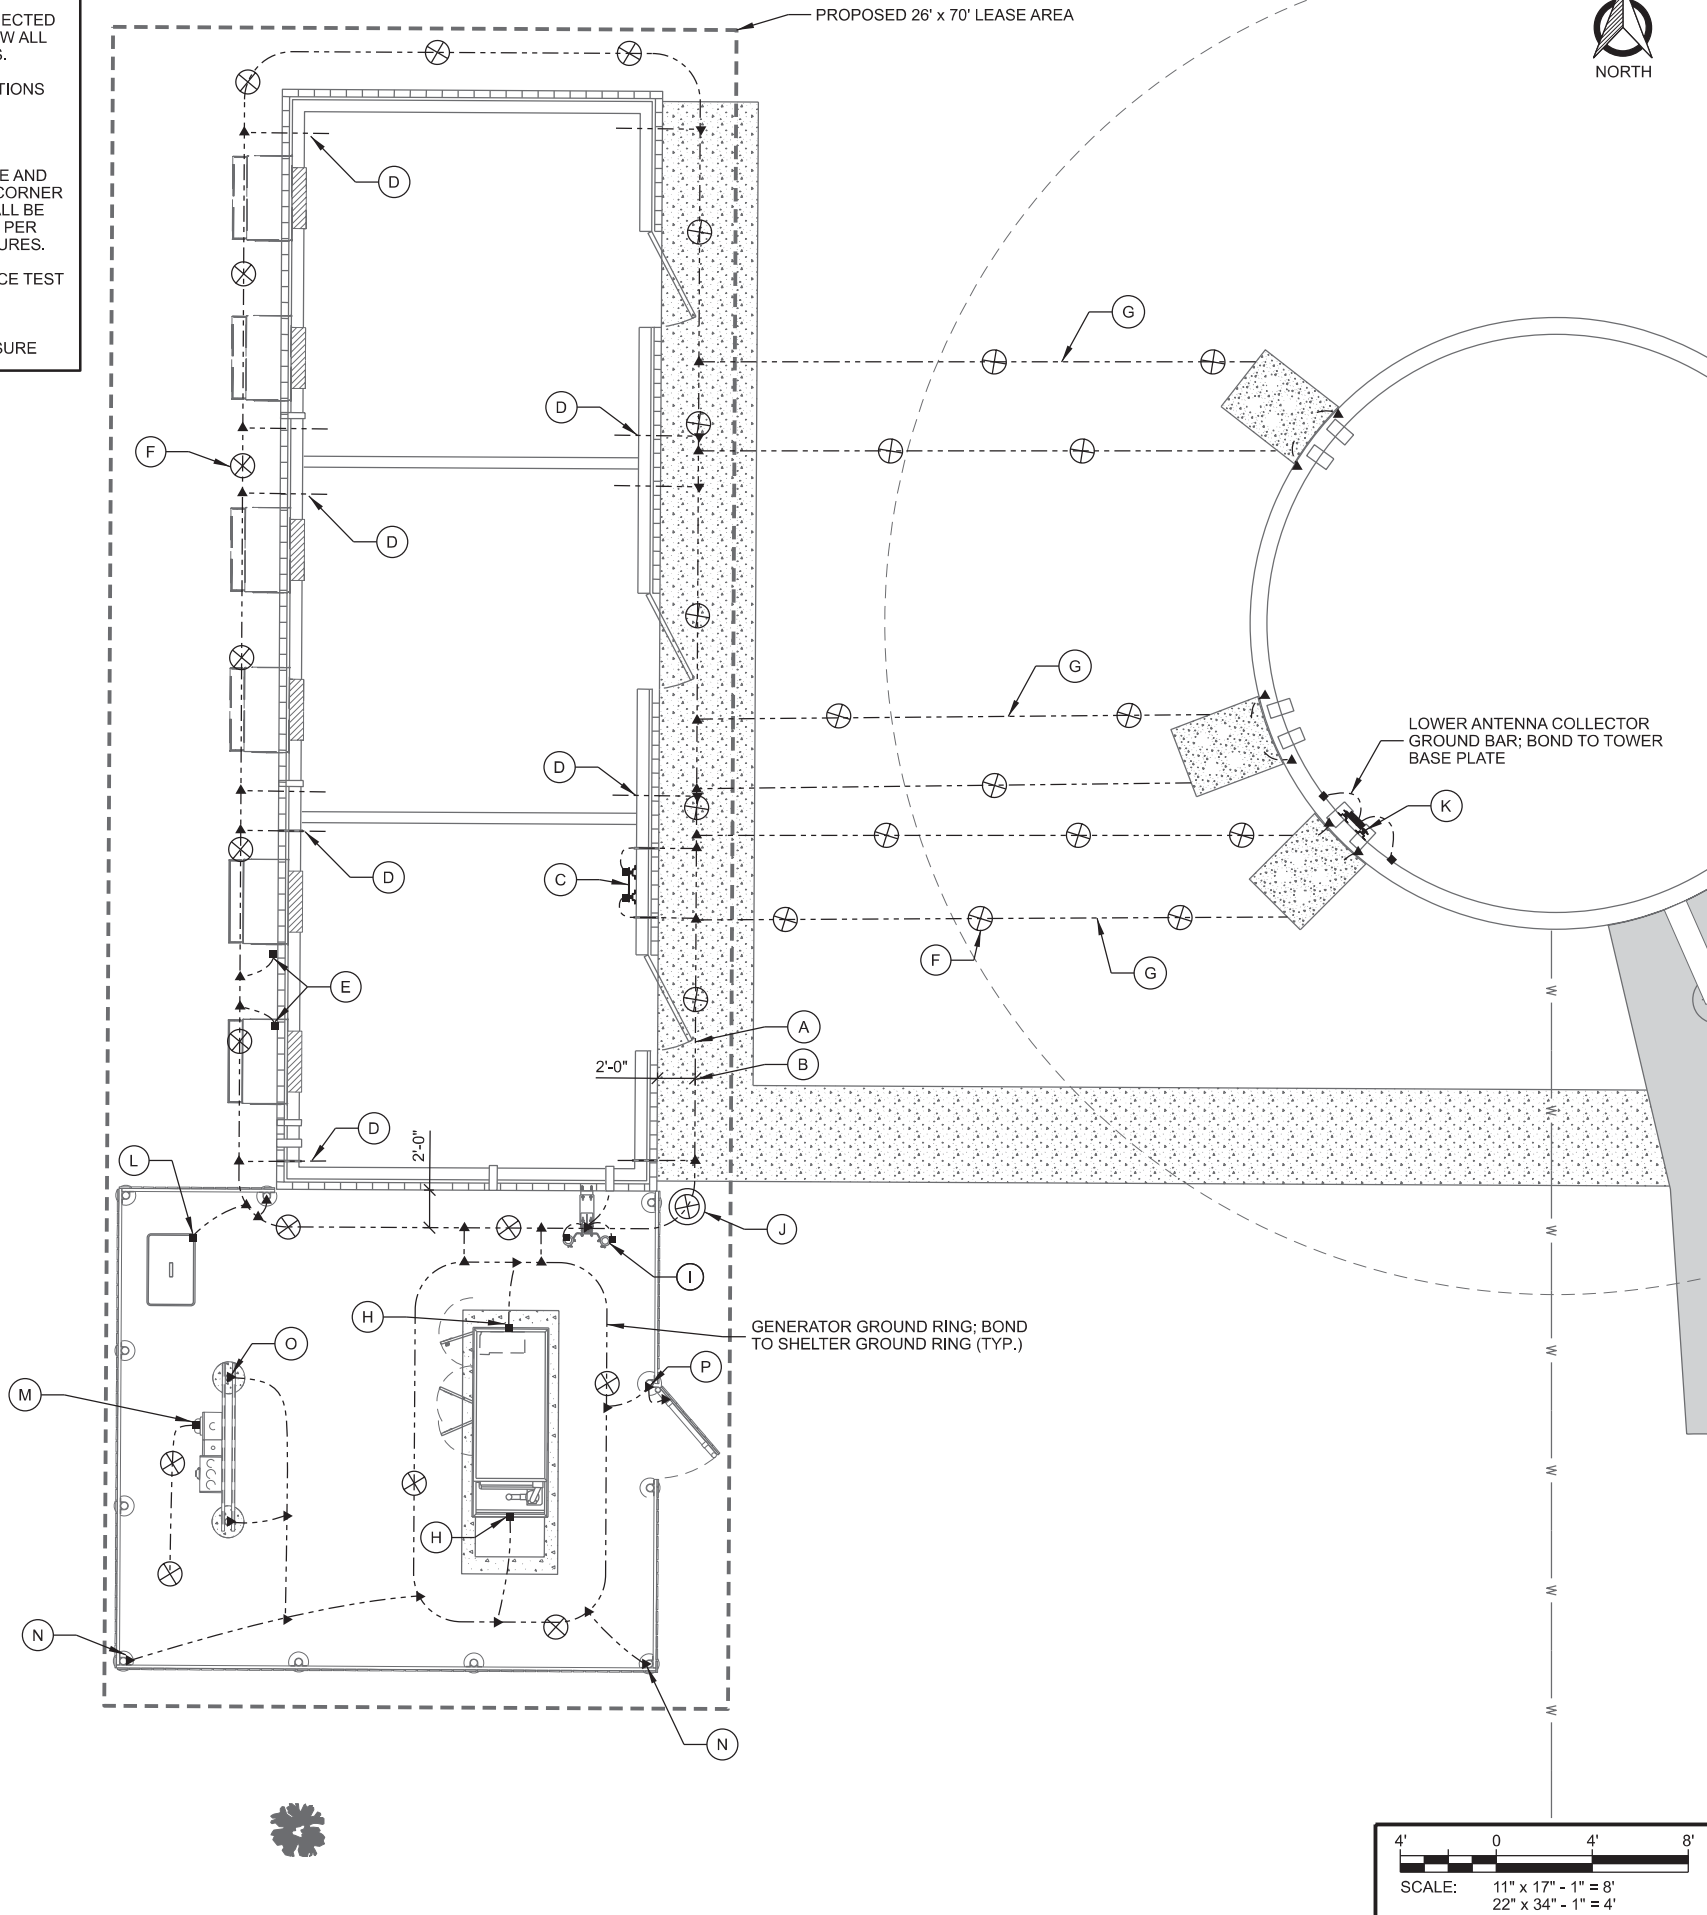 ECTED
W ALL
S.
TIONS
E AND
CORNER
ALL BE
PER
URES.
CE TEST
SURE
PROPOSED 26' x 70' LEASE AREA
NORTH
D
G
D
F
D
G
LOWER ANTENNA COLLECTOR
GROUND BAR; BOND TO TOWER
BASE PLATE
D
K
D
C
F
G
E
A
2'-0"
B
D
2'-0"
L
J
I
H
GENERATOR GROUND RING; BOND
TO SHELTER GROUND RING (TYP.)
O
P
M
H
N
N
W
W
W
W
W
W
W
4' 0 4' 8'
SCALE: 11" x 17" - 1" = 8'
22" x 34" - 1" = 4'